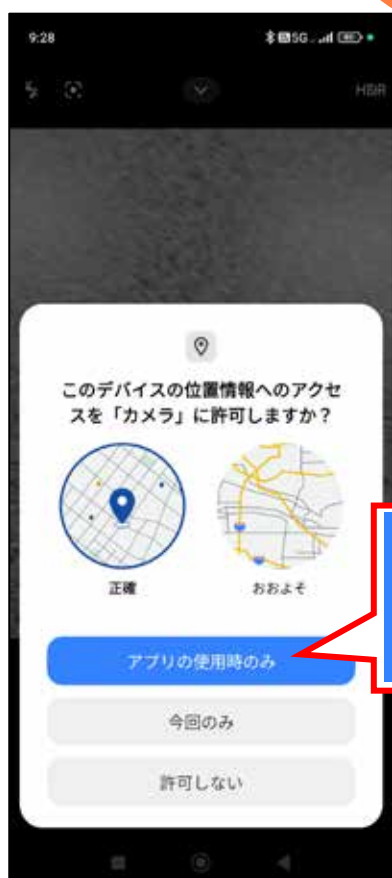 9:28
5G
HDR
このデバイスの位置情報へのアクセ
スを「カメラ」に許可しますか？
正確
おおよそ
アプリの使用時のみ
今回のみ
許可しない